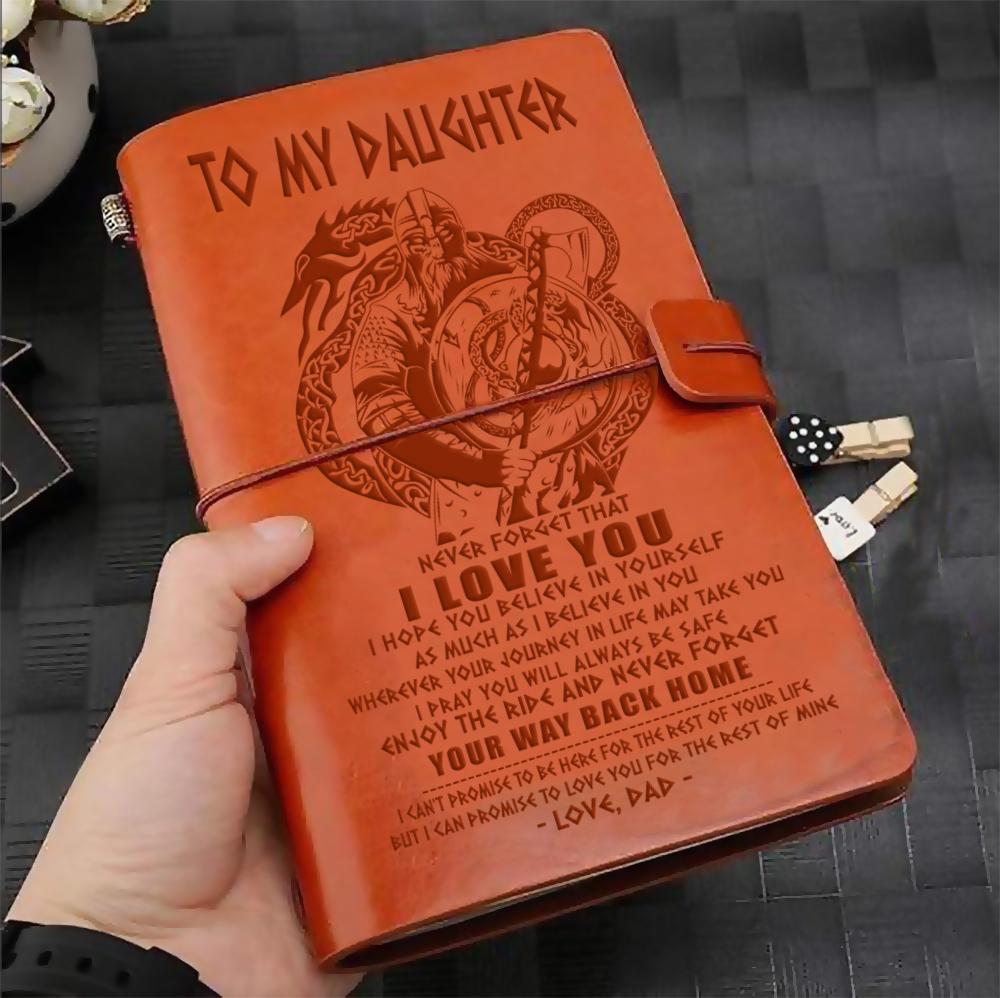 TO MY DAUGHTER
NEVER FORGET THAT
I LOVE YOU
I HOPE YOU BELIEVE IN YOURSELF
AS MUCH AS I BELIEVE IN YOU
WHEREVER YOUR JOURNEY IN LIFE MAY TAKE YOU
I PRAY YOU WILL ALWAYS BE SAFE
ENJOY THE RIDE AND NEVER FORGET
YOUR WAY BACK HOME
I CAN'T PROMISE TO BE HERE FOR THE REST OF YOUR LIFE
BUT I CAN PROMISE TO LOVE YOU FOR THE REST OF MINE
- LOVE, DAD -